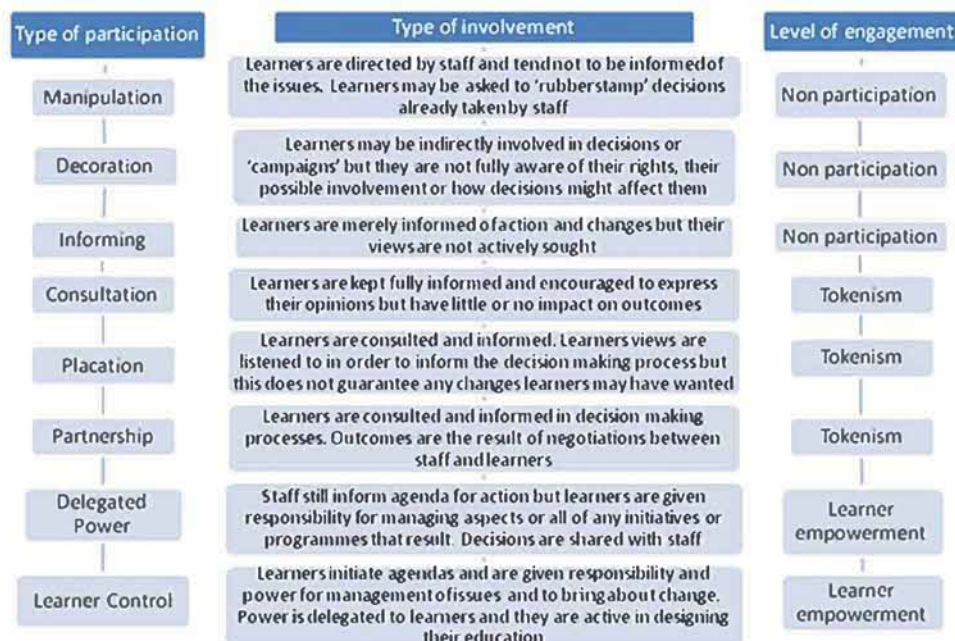 Type of participation
Type of involvement
Level of engagement
Manipulation
Learners are directed by staff and tend not to be informed of
the issues. Learners may be asked to 'rubberstamp' decisions
already taken by staff
Non participation
Decoration
Learners may be indirectly involved in decisions or
'campaigns' but they are not fully aware of their rights, their
possible involvement or how decisions might affect them
Non participation
Informing
Learners are merely informed of action and changes but their
views are not actively sought
Non participation
Consultation
Learners are kept fully informed and encouraged to express
their opinions but have little or no impact on outcomes
Tokenism
Placation
Learners are consulted and informed. Learners views are
listened to in order to inform the decision making process but
this does not guarantee any changes learners may have wanted
Tokenism
Partnership
Learners are consulted and informed in decision making
processes. Outcomes are the result of negotiations between
staff and learners
Tokenism
Delegated
Power
Staff still inform agenda for action but learners are given
responsibility for managing aspects or all of any initiatives or
programmes that result. Decisions are shared with staff
Learner
empowerment
Learner Control
Learners initiate agendas and are given responsibility and
power for management of issues and to bring about change.
Power is delegated to learners and they are active in designing
their education
Learner
empowerment